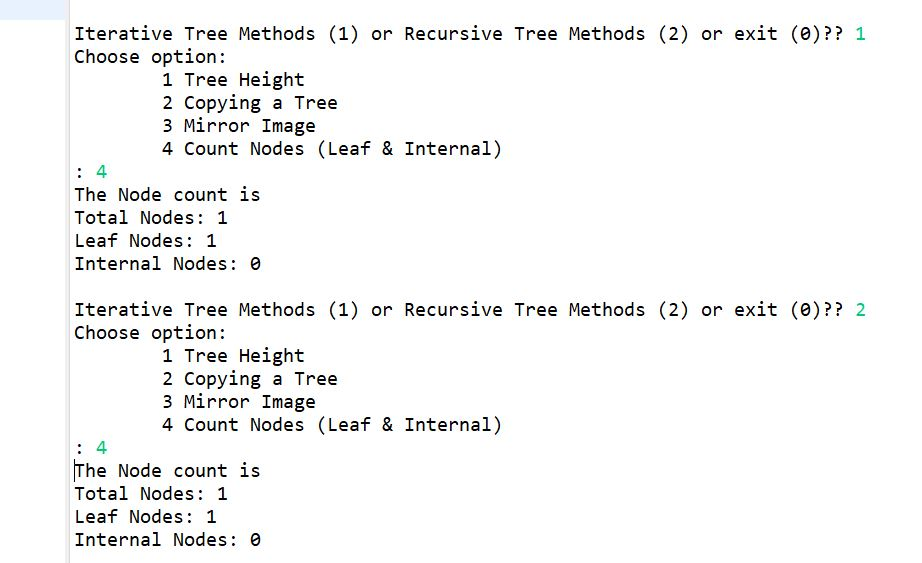 Iterative Tree Methods (1) or Recursive Tree Methods (2) or exit (0)?? 1
Choose option:
1 Tree Height
2 Copying a Tree
3 Mirror Image
4 Count Nodes (Leaf & Internal)
: 4
The Node count is
Total Nodes: 1
Leaf Nodes: 1
Internal Nodes: 0
Iterative Tree Methods (1) or Recursive Tree Methods (2) or exit (0)?? 2
Choose option:
1 Tree Height
2 Copying a Tree
3 Mirror Image
4 Count Nodes (Leaf & Internal)
: 4
The Node count is
Total Nodes: 1
Leaf Nodes: 1
Internal Nodes: 0